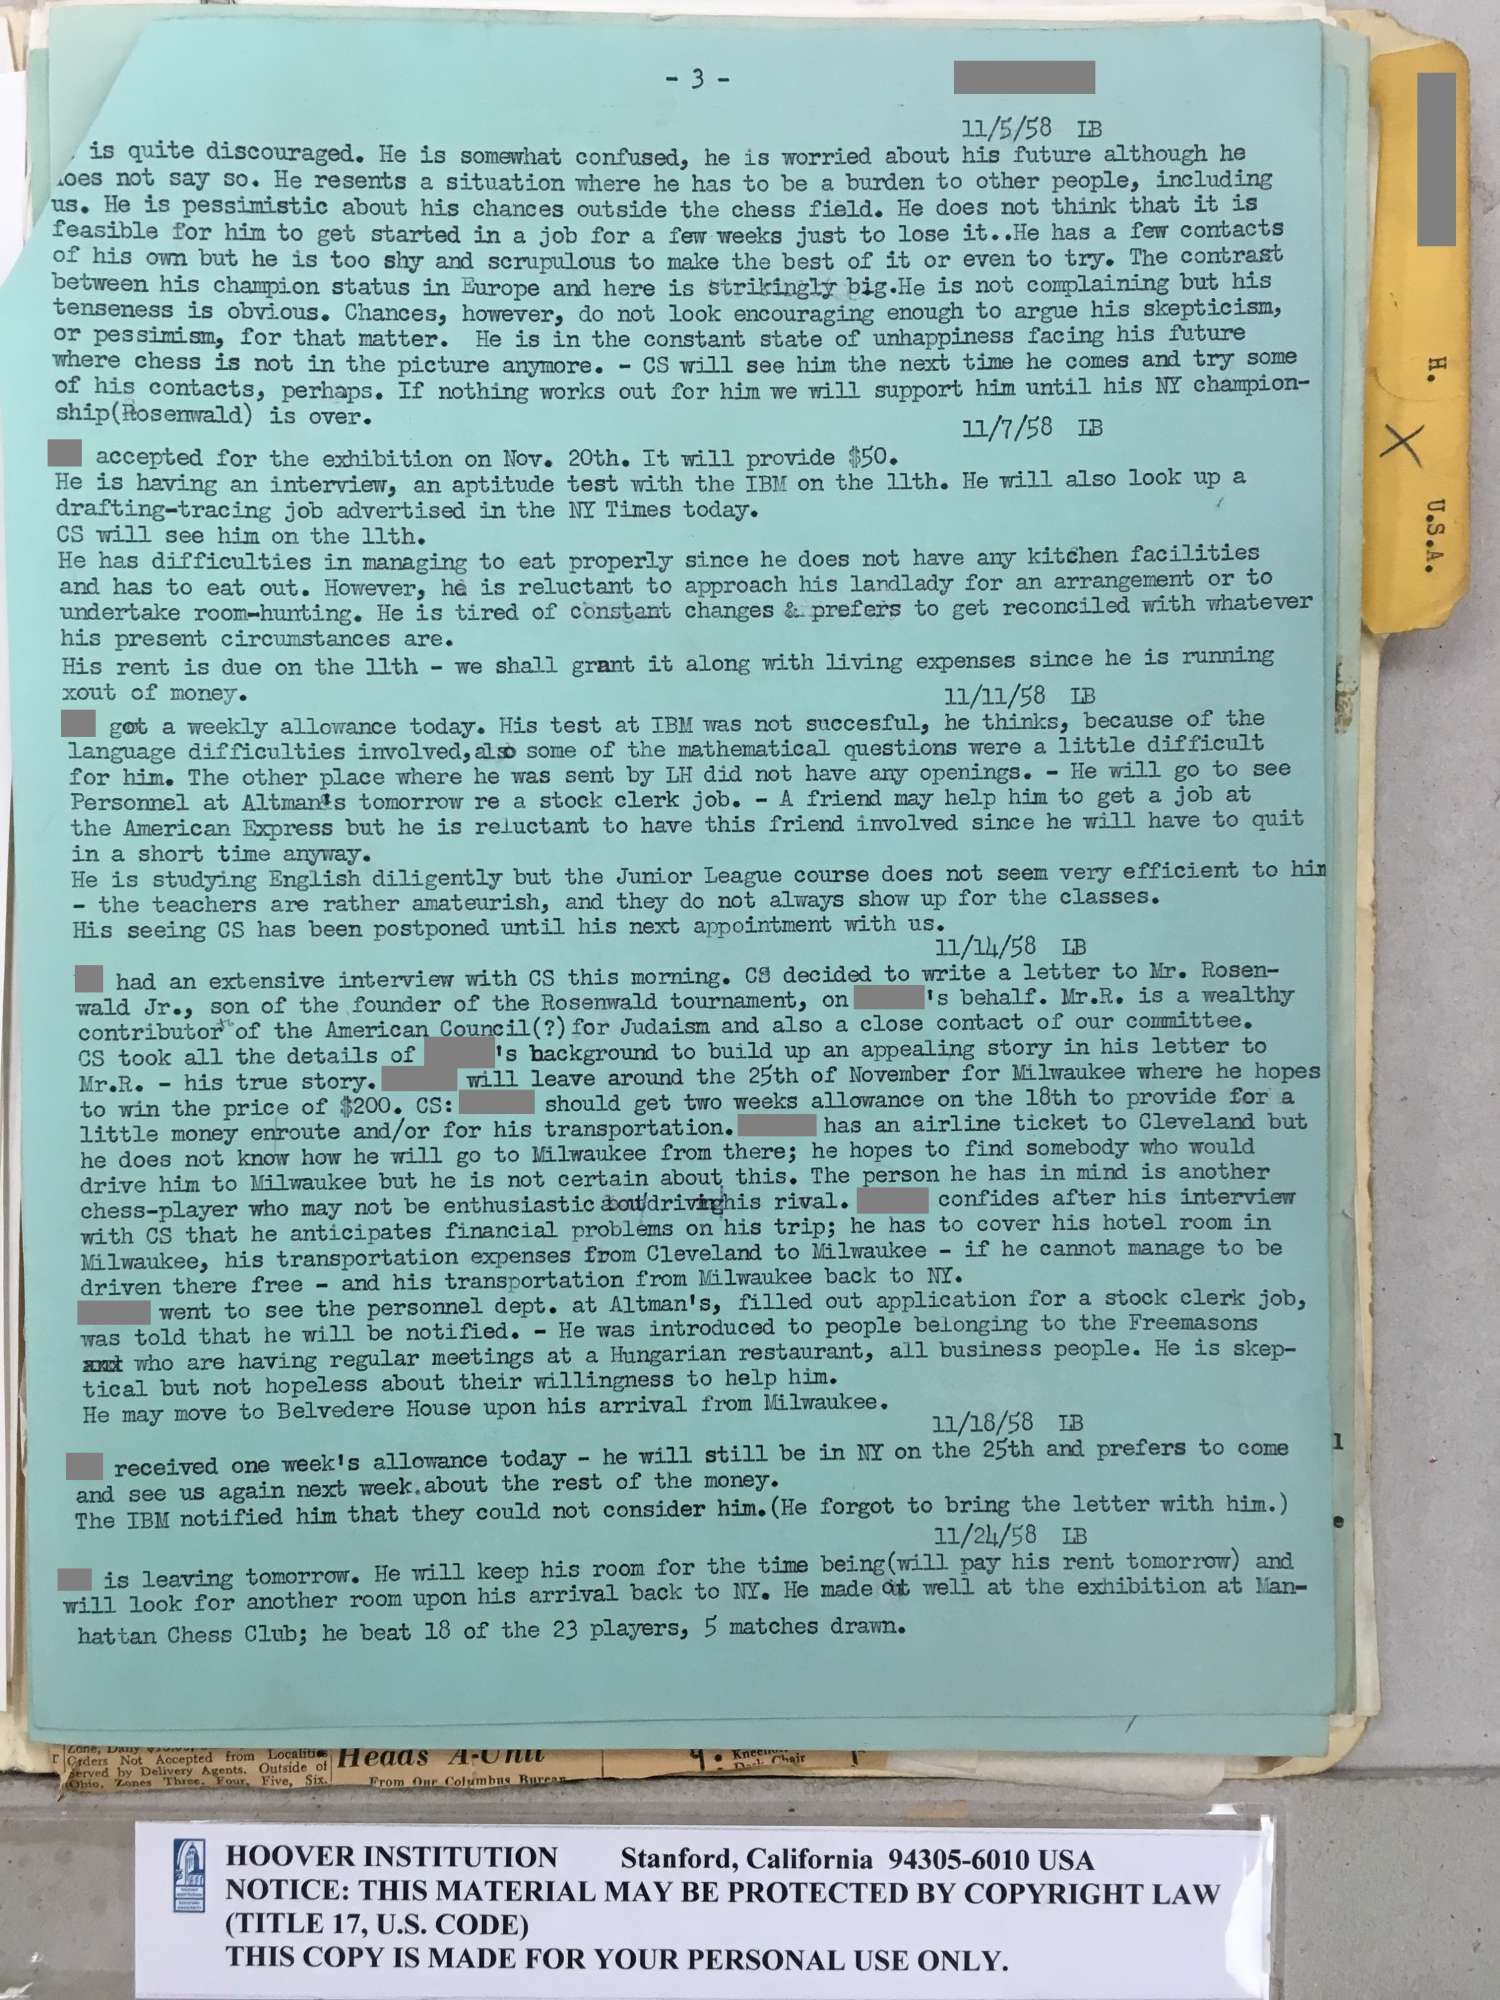 - 3 -
11/5/58 LB
is quite discouraged. He is somewhat confused, he is worried about his future although he
oes not say so. He resents a situation where he has to be a burden to other people, including
us. He is pessimistic about his chances outside the chess field. He does not think that it is
feasible for him to get started in a job for a few weeks just to lose it..He has a few contacts
of his own but he is too shy and scrupulous to make the best of it or even to try. The contrast
between his champion status in Europe and here is strikingly big.He is not complaining but his
tenseness is obvious. Chances, however, do not look encouraging enough to argue his skepticism,
or pessimism, for that matter. He is in the constant state of unhappiness facing his future
where chess is not in the picture anymore. - CS will see him the next time he comes and try some
of his contacts, perhaps. If nothing works out for him we will support him until his NY champion-
ship(Rosenwald) is over.
11/7/58 LB
accepted for the exhibition on Nov. 20th. It will provide $50.
He is having an interview, an aptitude test with the IBM on the 11th. He will also look up a
drafting-tracing job advertised in the NY Times today.
CS will see him on the 11th.
He has difficulties in managing to eat properly since he does not have any kitchen facilities
and has to eat out. However, he is reluctant to approach his landlady for an arrangement or to
undertake room-hunting. He is tired of constant changes & prefers to get reconciled with whatever
his present circumstances are.
His rent is due on the 11th - we shall grant it along with living expenses since he is running
xout of money.
11/11/58 LB
got a weekly allowance today. His test at IBM was not succesful, he thinks, because of the
language difficulties involved,also some of the mathematical questions were a little difficult
for him. The other place where he was sent by LH did not have any openings. - He will go to see
Personnel at Altman's tomorrow re a stock clerk job. - A friend may help him to get a job at
the American Express but he is reluctant to have this friend involved since he will have to quit
in a short time anyway.
He is studying English diligently but the Junior League course does not seem very efficient to him
- the teachers are rather amateurish, and they do not always show up for the classes.
His seeing CS has been postponed until his next appointment with us.
11/14/58 LB
had an extensive interview with CS this morning. CS decided to write a letter to Mr. Rosen-
wald Jr., son of the founder of the Rosenwald tournament, on 's behalf. Mr.R. is a wealthy
contributor of the American Council(?)for Judaism and also a close contact of our committee.
CS took all the details of 's background to build up an appealing story in his letter to
Mr.R. - his true story. will leave around the 25th of November for Milwaukee where he hopes
to win the price of $200. CS: should get two weeks allowance on the 18th to provide for a
little money enroute and/or for his transportation. has an airline ticket to Cleveland but
he does not know how he will go to Milwaukee from there; he hopes to find somebody who would
drive him to Milwaukee but he is not certain about this. The person he has in mind is another
chess-player who may not be enthusiastic about driving his rival. confides after his interview
with CS that he anticipates financial problems on his trip; he has to cover his hotel room in
Milwaukee, his transportation expenses from Cleveland to Milwaukee - if he cannot manage to be
driven there free - and his transportation from Milwaukee back to NY.
went to see the personnel dept. at Altman's, filled out application for a stock clerk job,
was told that he will be notified. - He was introduced to people belonging to the Freemasons
who are having regular meetings at a Hungarian restaurant, all business people. He is skep-
tical but not hopeless about their willingness to help him.
He may move to Belvedere House upon his arrival from Milwaukee.
11/18/58 LB
received one week's allowance today - he will still be in NY on the 25th and prefers to come
and see us again next week.about the rest of the money.
The IBM notified him that they could not consider him.(He forgot to bring the letter with him.)
11/24/58 LB
is leaving tomorrow. He will keep his room for the time being(will pay his rent tomorrow) and
will look for another room upon his arrival back to NY. He made well at the exhibition at Man-
hattan Chess Club; he beat 18 of the 23 players, 5 matches drawn.
H. X U.S.A.
l
e
Orders Not Accepted from Localities
served by Delivery Agents. Outside of
Ohio, Zones Three, Four, Five, Six.
Heads A-Unit
From Our Columbus Bureau
Chair
HOOVER INSTITUTION Stanford, California 94305-6010 USA
NOTICE: THIS MATERIAL MAY BE PROTECTED BY COPYRIGHT LAW
(TITLE 17, U.S. CODE)
THIS COPY IS MADE FOR YOUR PERSONAL USE ONLY.